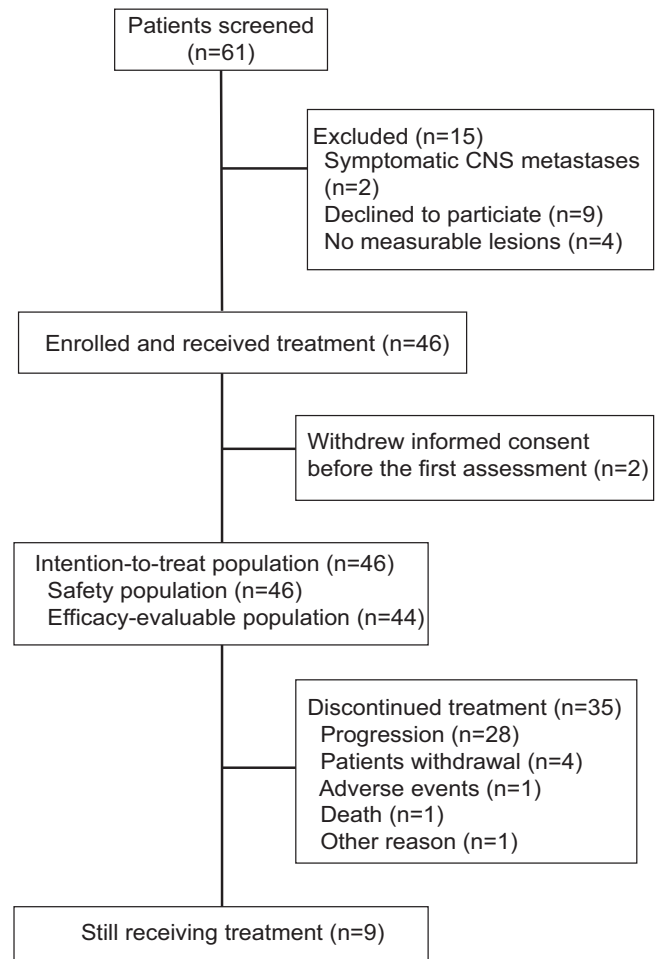 Patients screened
(n=61)
Excluded (n=15)
Symptomatic CNS metastases
(n=2)
Declined to particiate (n=9)
No measurable lesions (n=4)
Enrolled and received treatment (n=46)
Withdrew informed consent
before the first assessment (n=2)
Intention-to-treat population (n=46)
Safety population (n=46)
Efficacy-evaluable population (n=44)
Discontinued treatment (n=35)
Progression (n=28)
Patients withdrawal (n=4)
Adverse events (n=1)
Death (n=1)
Other reason (n=1)
Still receiving treatment (n=9)